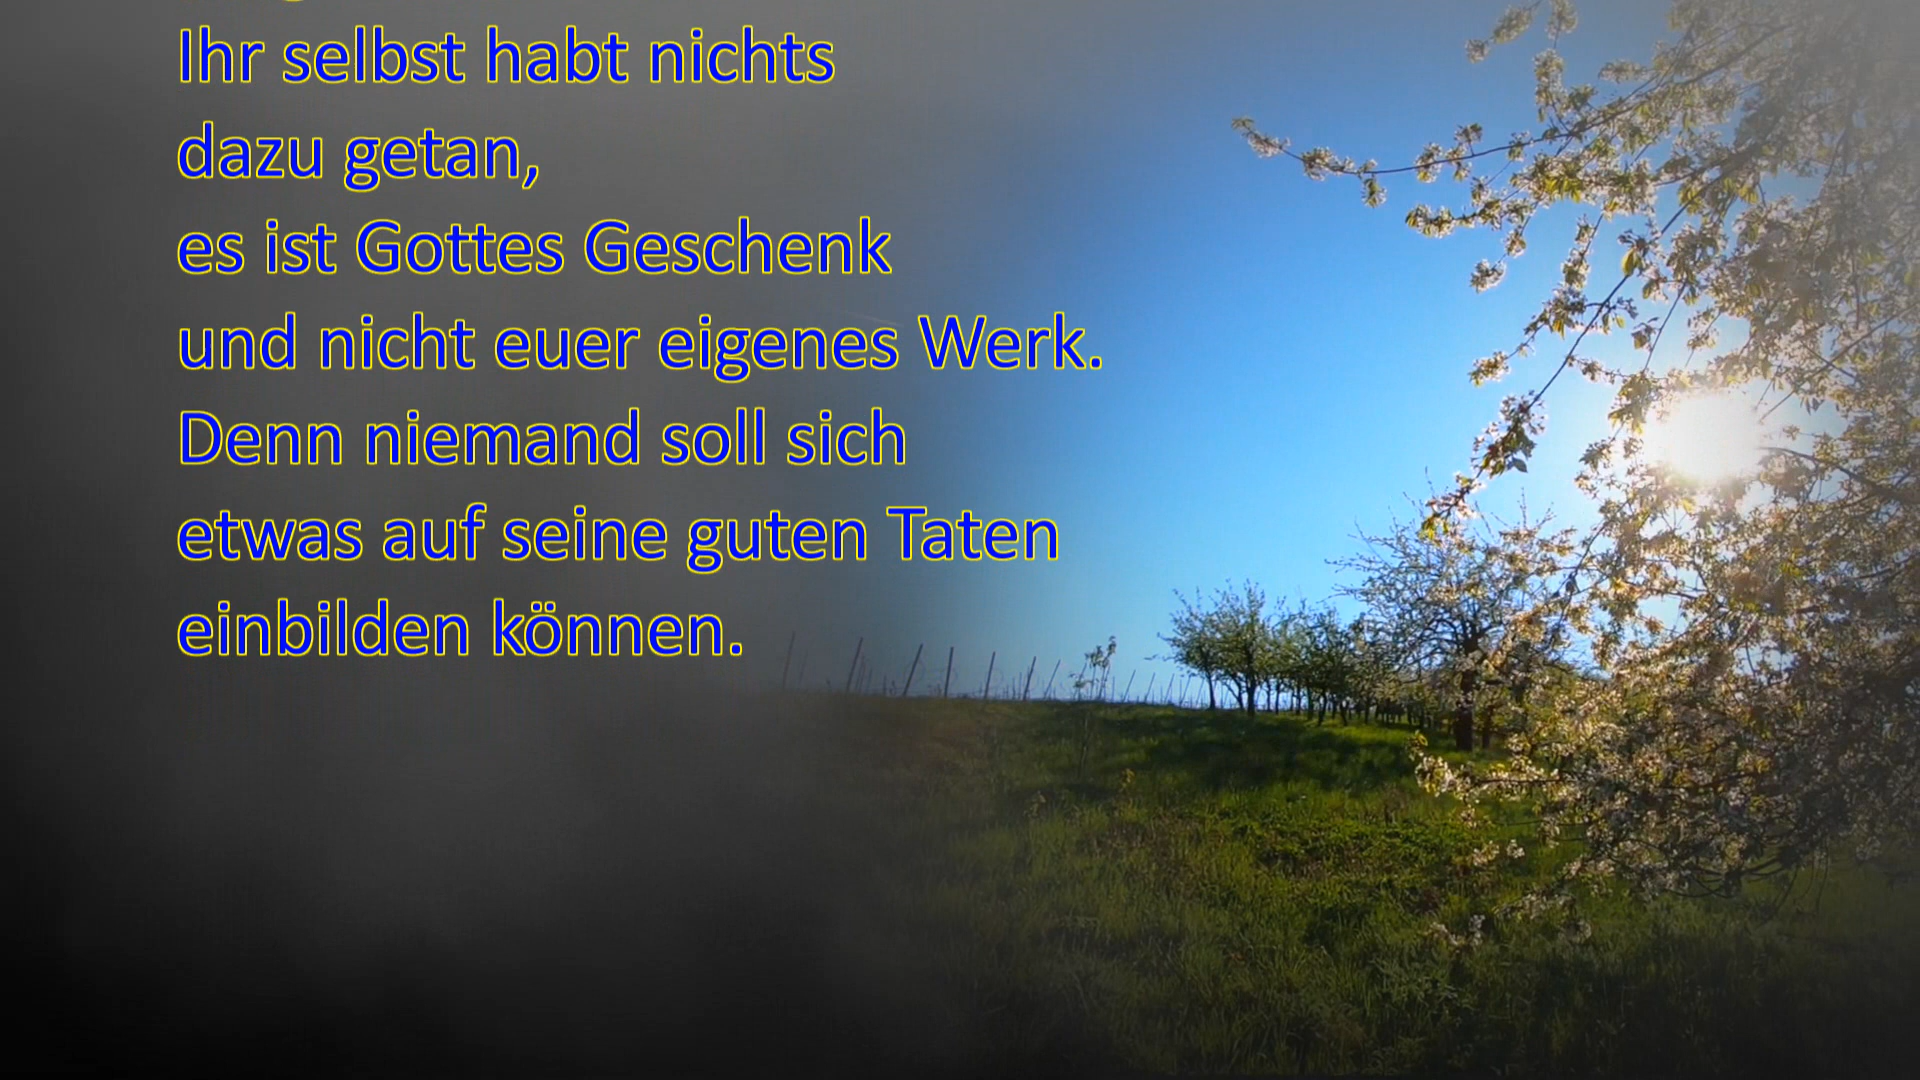 Ihr selbst habt nichts
dazu getan,
es ist Gottes Geschenk
und nicht euer eigenes Werk.
Denn niemand soll sich
etwas auf seine guten Taten
einbilden können.